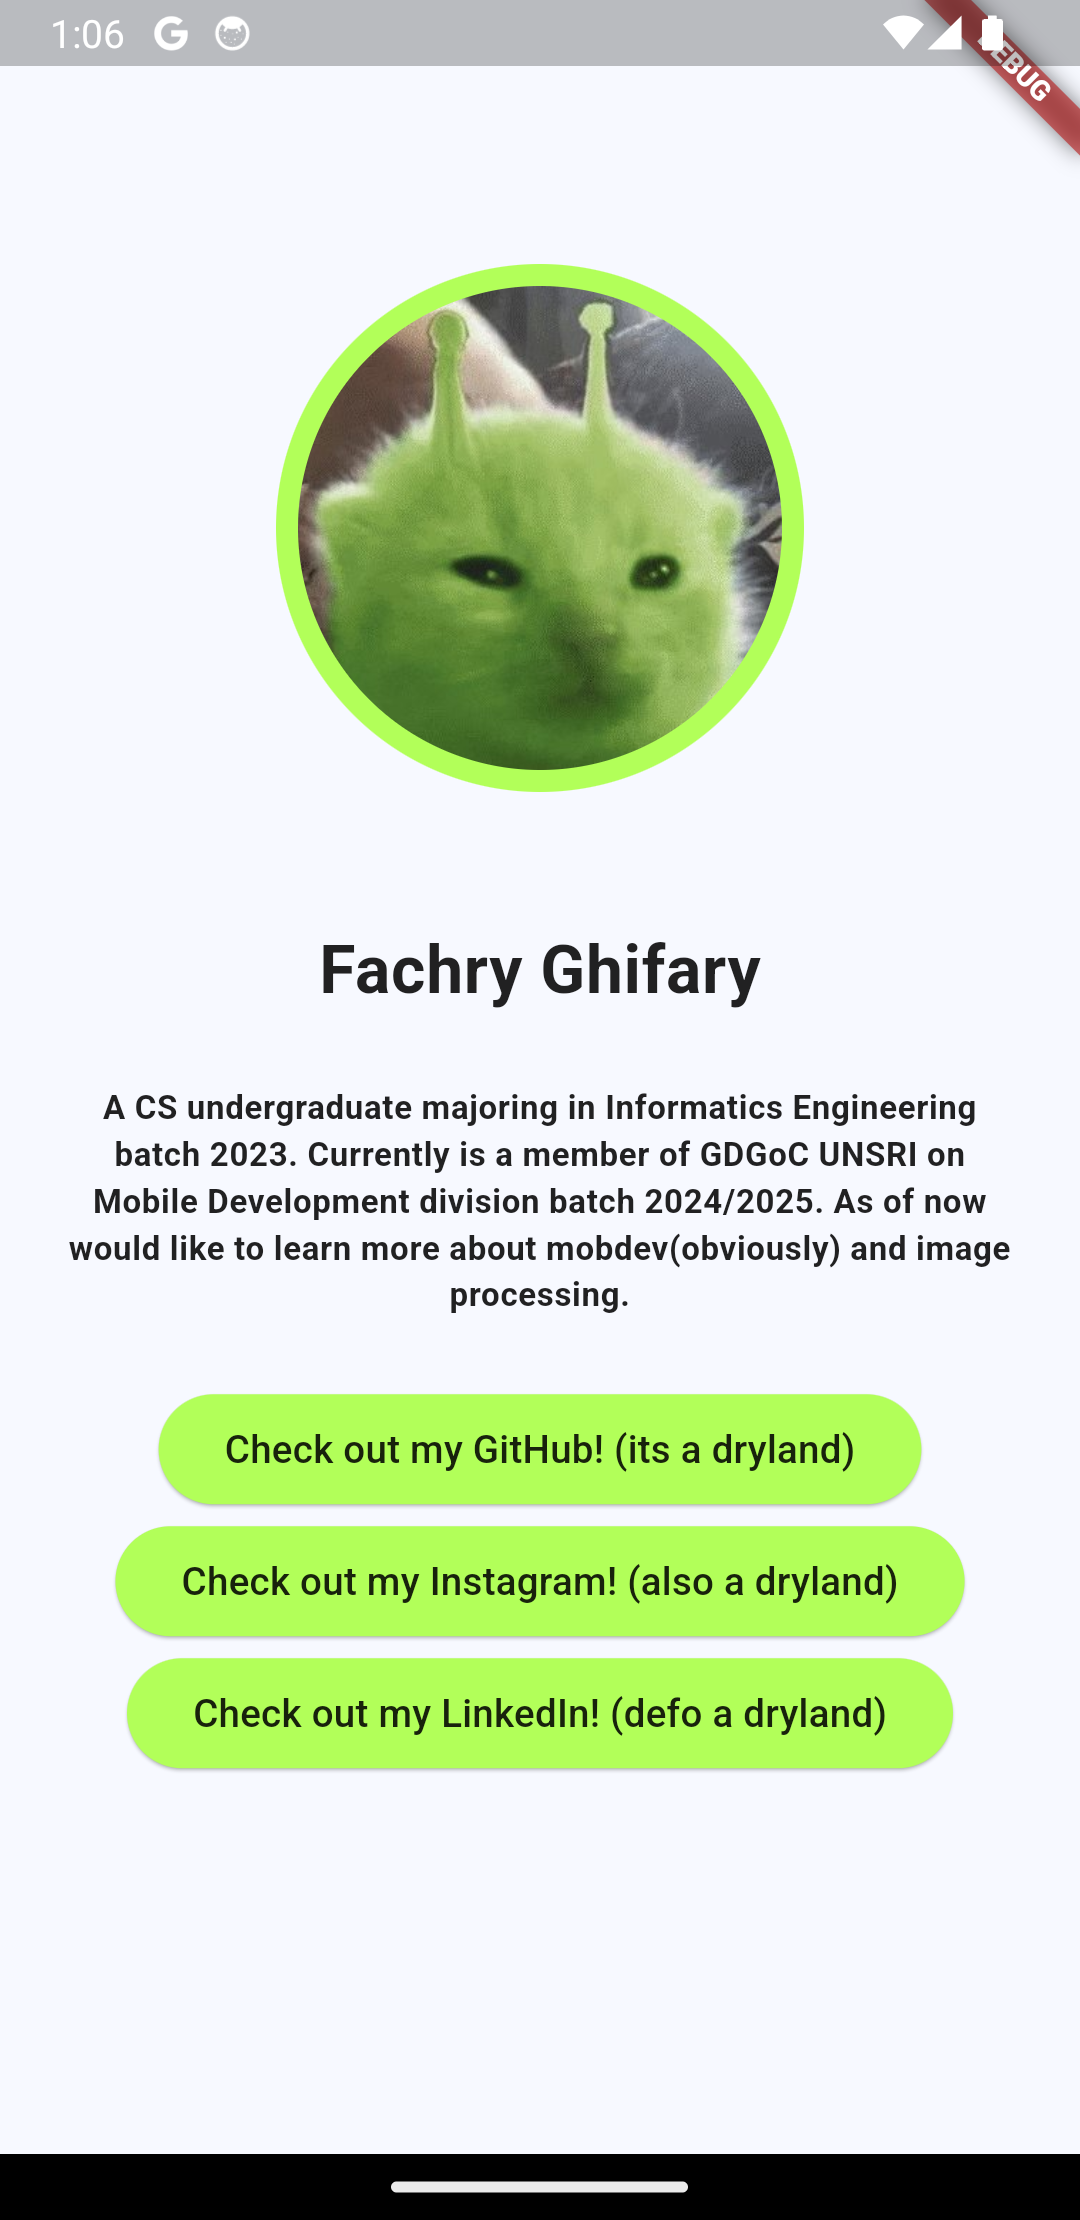 1:06
DEBUG
Fachry Ghifary
A CS undergraduate majoring in Informatics Engineering
batch 2023. Currently is a member of GDGoC UNSRI on
Mobile Development division batch 2024/2025. As of now
would like to learn more about mobdev(obviously) and image
processing.
Check out my GitHub! (its a dryland)
Check out my Instagram! (also a dryland)
Check out my LinkedIn! (defo a dryland)